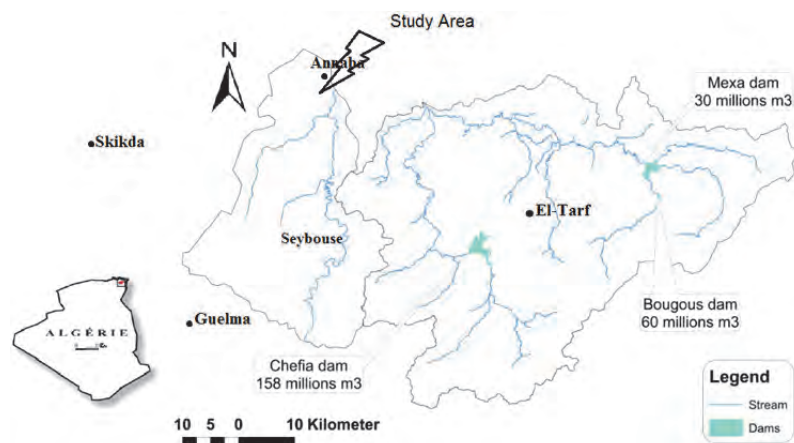 Study Area
N
Annaba
Mexa dam
30 millions m3
Skikda
El-Tarf
Seybouse
Bougous dam
60 millions m3
ALGÉRIE
Guelma
Chefia dam
158 millions m3
Legend
Stream
Dams
10 5 0 10 Kilometer